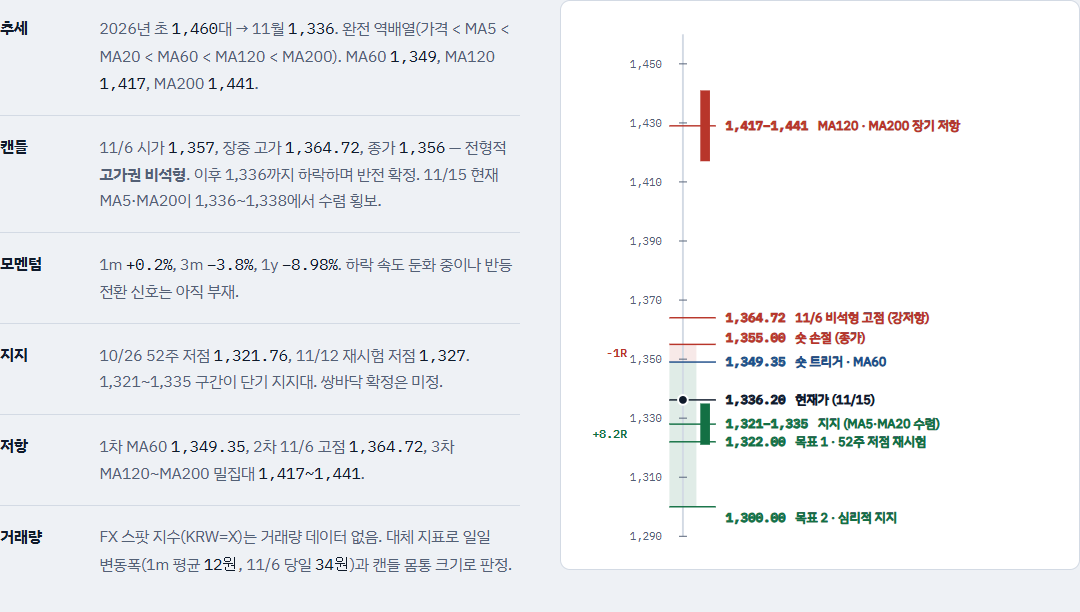 추세
2026년 초 1,460대 → 11월 1,336. 완전 역배열(가격 < MA5 <
MA20 < MA60 < MA120 < MA200). MA60 1,349, MA120
1,417, MA200 1,441.
캔들
11/6 시가 1,357, 장중 고가 1,364.72, 종가 1,356 — 전형적
고가권 비석형. 이후 1,336까지 하락하며 반전 확정. 11/15 현재
MA5·MA20이 1,336~1,338에서 수렴 횡보.
모멘텀
1m +0.2%, 3m −3.8%, 1y −8.98%. 하락 속도 둔화 중이나 반등
전환 신호는 아직 부재.
지지
10/26 52주 저점 1,321.76, 11/12 재시험 저점 1,327.
1,321~1,335 구간이 단기 지지대. 쌍바닥 확정은 미정.
저항
1차 MA60 1,349.35, 2차 11/6 고점 1,364.72, 3차
MA120~MA200 밀집대 1,417~1,441.
거래량
FX 스팟 지수(KRW=X)는 거래량 데이터 없음. 대체 지표로 일일
변동폭(1m 평균 12원, 11/6 당일 34원)과 캔들 몸통 크기로 판정.
1,450
1,430
1,417–1,441 MA120 · MA200 장기 저항
1,410
1,390
1,370
1,364.72 11/6 비석형 고점 (강저항)
1,355.00 숏 손절 (종가)
-1R
1,350
1,349.35 숏 트리거 · MA60
1,336.20 현재가 (11/15)
1,330
1,321–1,335 지지 (MA5·MA20 수렴)
+8.2R
1,322.00 목표 1 · 52주 저점 재시험
1,310
1,300.00 목표 2 · 심리적 지지
1,290